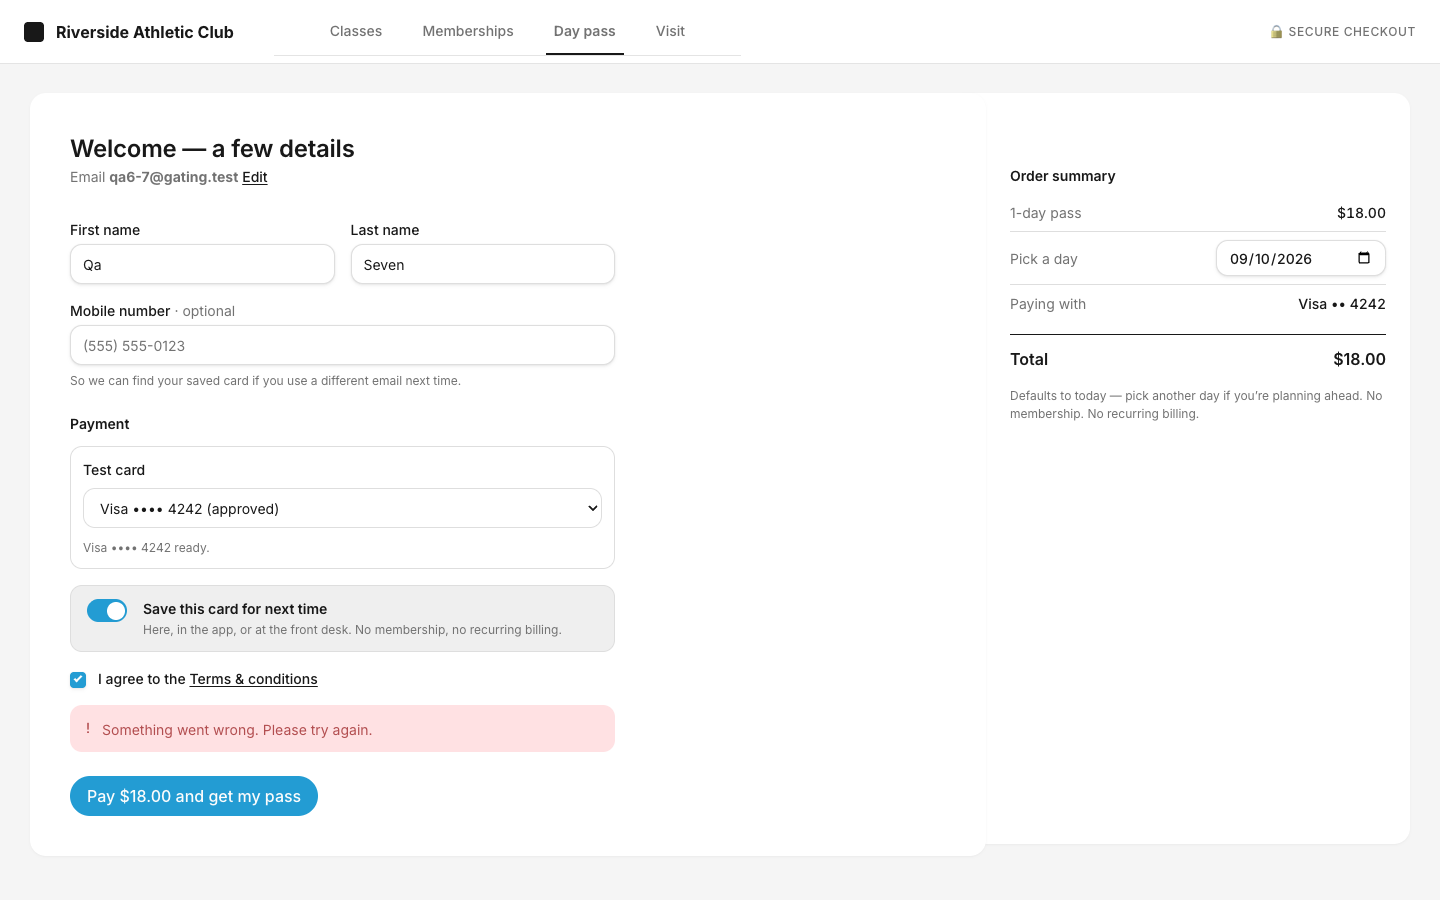 Riverside Athletic Club
Classes
Memberships
Day pass
Visit
SECURE CHECKOUT
Welcome — a few details
Email qa6-7@gating.test Edit
First name
Last name
Qa
Seven
Mobile number · optional
(555) 555-0123
So we can find your saved card if you use a different email next time.
Payment
Test card
Visa •••• 4242 (approved)
Visa •••• 4242 ready.
Save this card for next time
Here, in the app, or at the front desk. No membership, no recurring billing.
I agree to the Terms & conditions
! Something went wrong. Please try again.
Pay $18.00 and get my pass
Order summary
1-day pass $18.00
Pick a day 09/10/2026
Paying with Visa •• 4242
Total $18.00
Defaults to today — pick another day if you’re planning ahead. No
membership. No recurring billing.